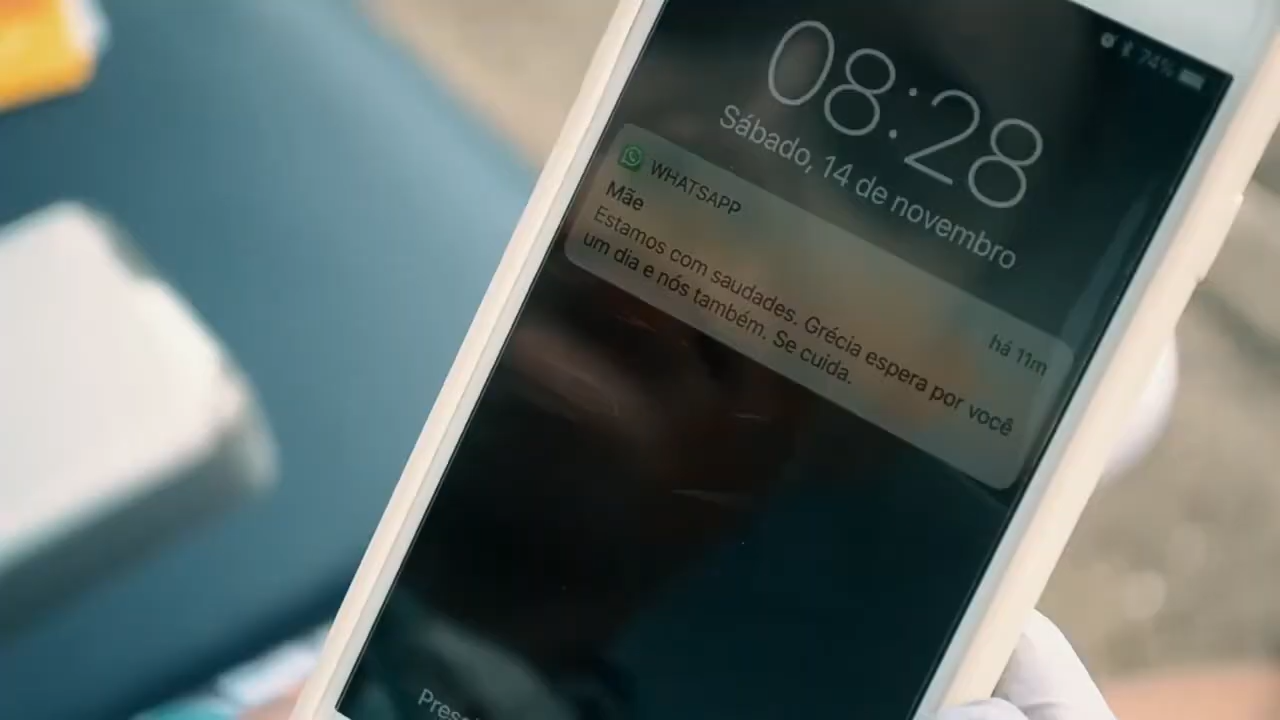 74%
08:28
Sábado, 14 de novembro
WHATSAPP
há 11m
Mãe
Estamos com saudades. Grécia espera por você
um dia e nós também. Se cuida.